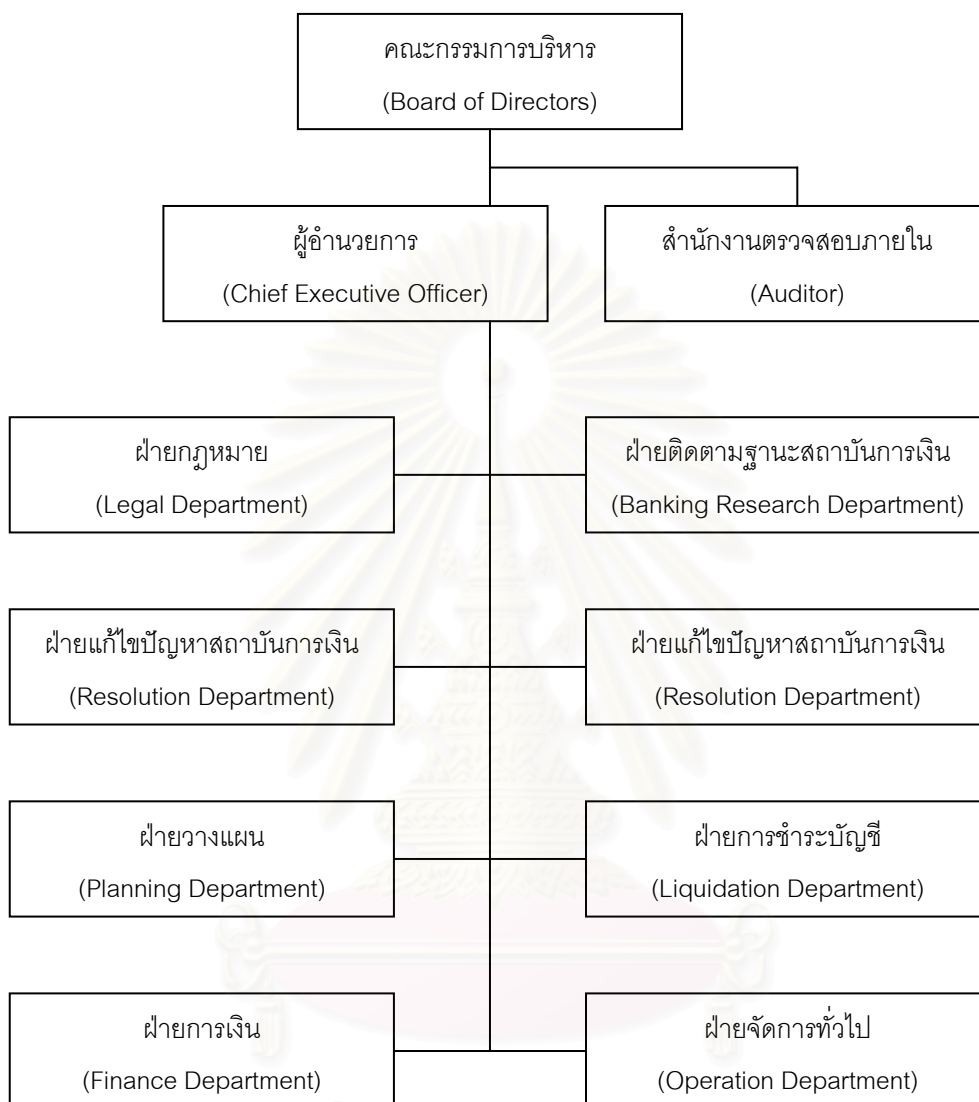 คณะกรรมการบริหาร
(Board of Directors)
ผู้อำนวยการ
(Chief Executive Officer)
สำนักงานตรวจสอบภายใน
(Auditor)
ฝ่ายกฎหมาย
(Legal Department)
ฝ่ายติดตามฐานะสถาบันการเงิน
(Banking Research Department)
ฝ่ายแก้ไขปัญหาสถาบันการเงิน
(Resolution Department)
ฝ่ายแก้ไขปัญหาสถาบันการเงิน
(Resolution Department)
ฝ่ายวางแผน
(Planning Department)
ฝ่ายการชำระบัญชี
(Liquidation Department)
ฝ่ายการเงิน
(Finance Department)
ฝ่ายจัดการทั่วไป
(Operation Department)